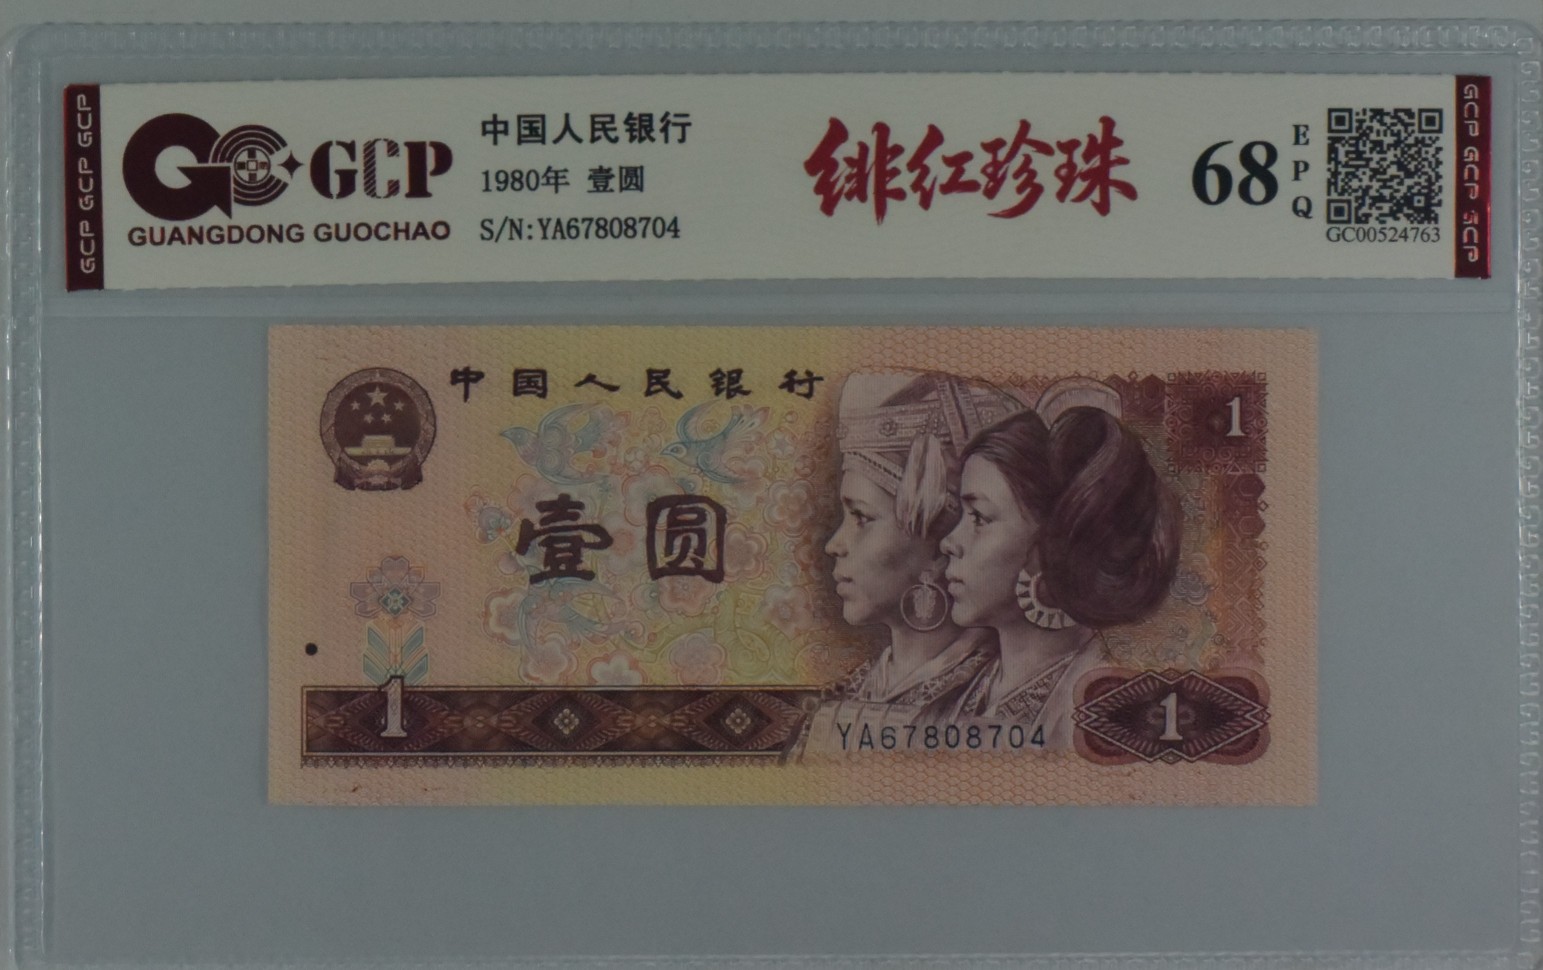 GCP GCP GCP
GCP
GUANGDONG GUOCHAO
中国人民银行
1980年 壹圆
S/N:YA67808704
绯红珍珠
68
EPQ
GC00524763
GCP GCP GCP
中国人民银行
1
壹圆
1
YA67808704
1